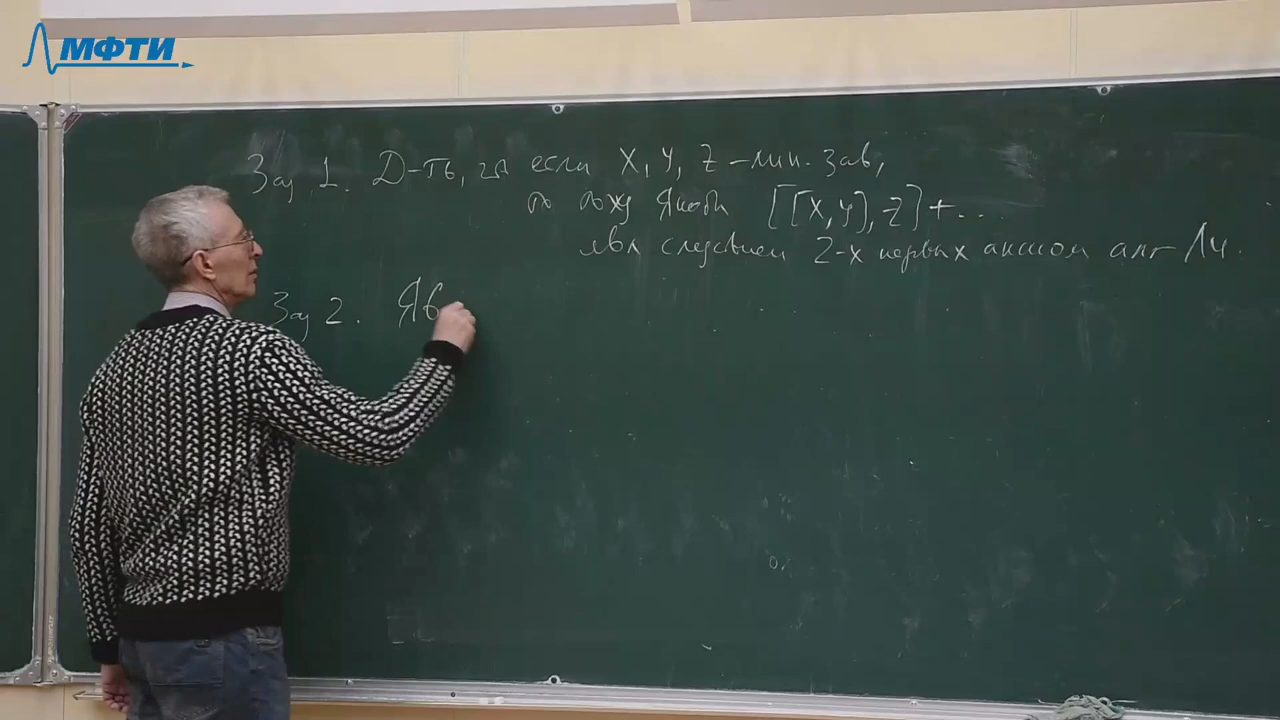 МФТИ
Зад 1. Д-ть, что если X, Y, Z - лин. зав,
то тожд Якоби [[X,Y],Z]+...
явл следствием 2-х первых аксиом алг Ли.
Зад 2. Яв